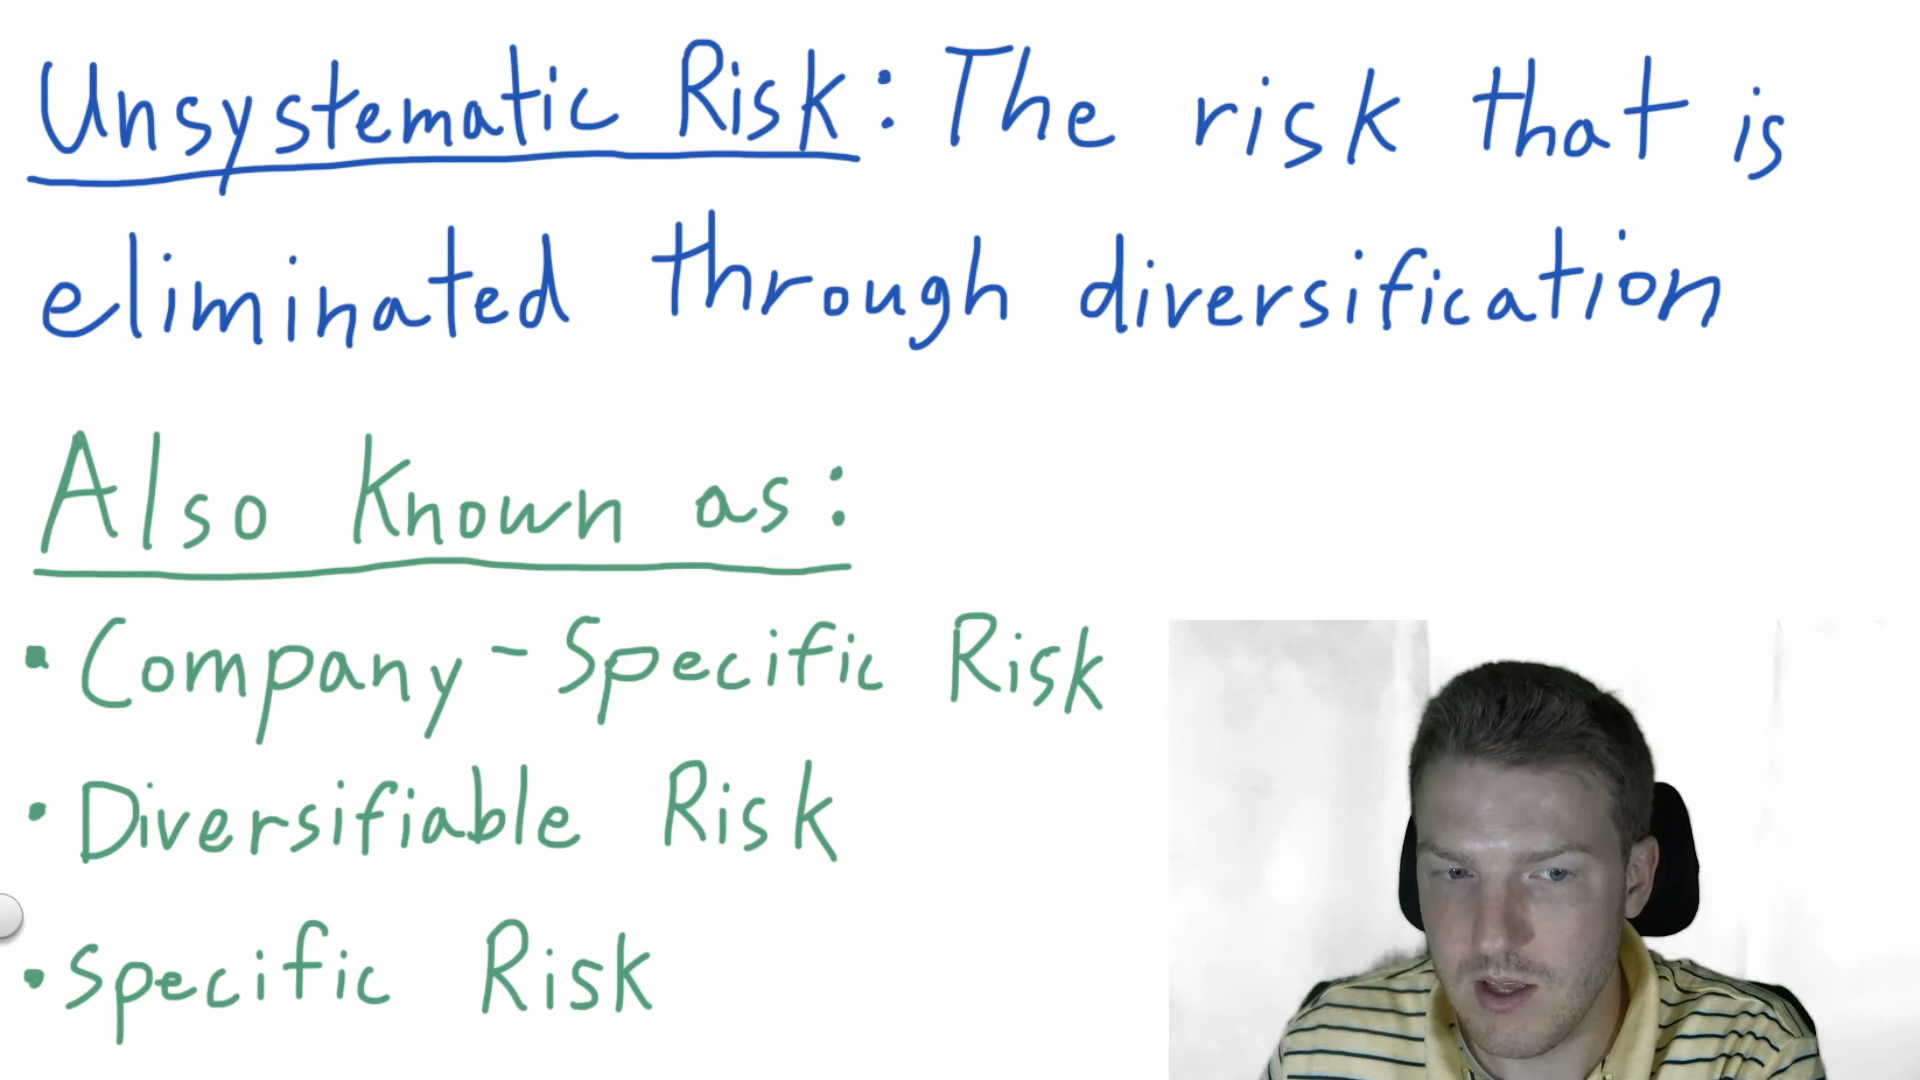 Unsystematic Risk: The risk that is
eliminated through diversification
Also Known as:
• Company-Specific Risk
• Diversifiable Risk
• Specific Risk